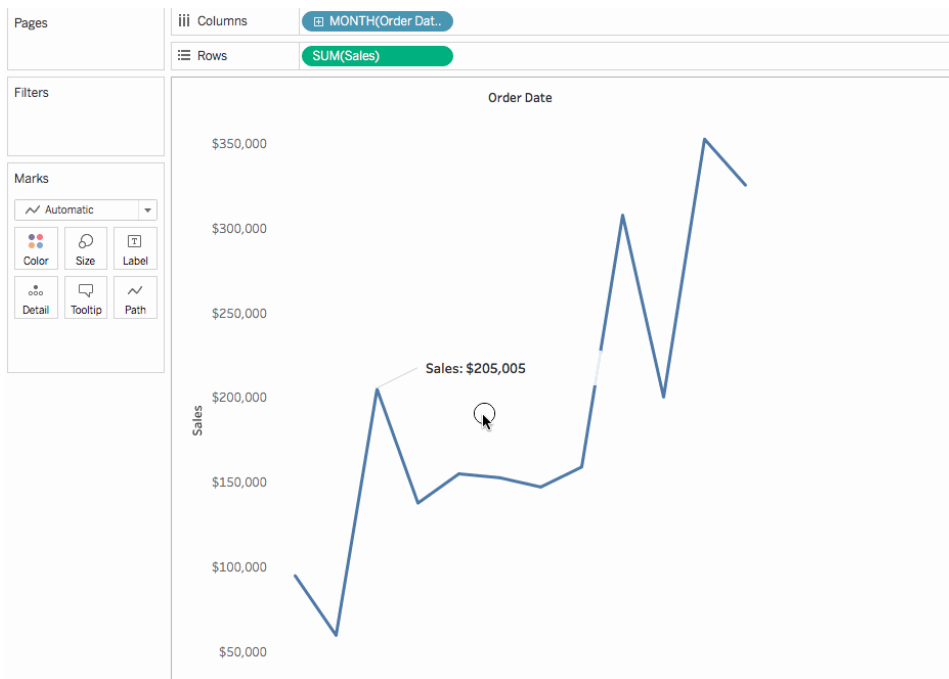 Pages
Columns
MONTH(Order Dat..
Rows
SUM(Sales)
Filters
Marks
Automatic
Color
Size
Label
Detail
Tooltip
Path
Order Date
$350,000
$300,000
$250,000
$200,000
$150,000
$100,000
$50,000
Sales
Sales: $205,005